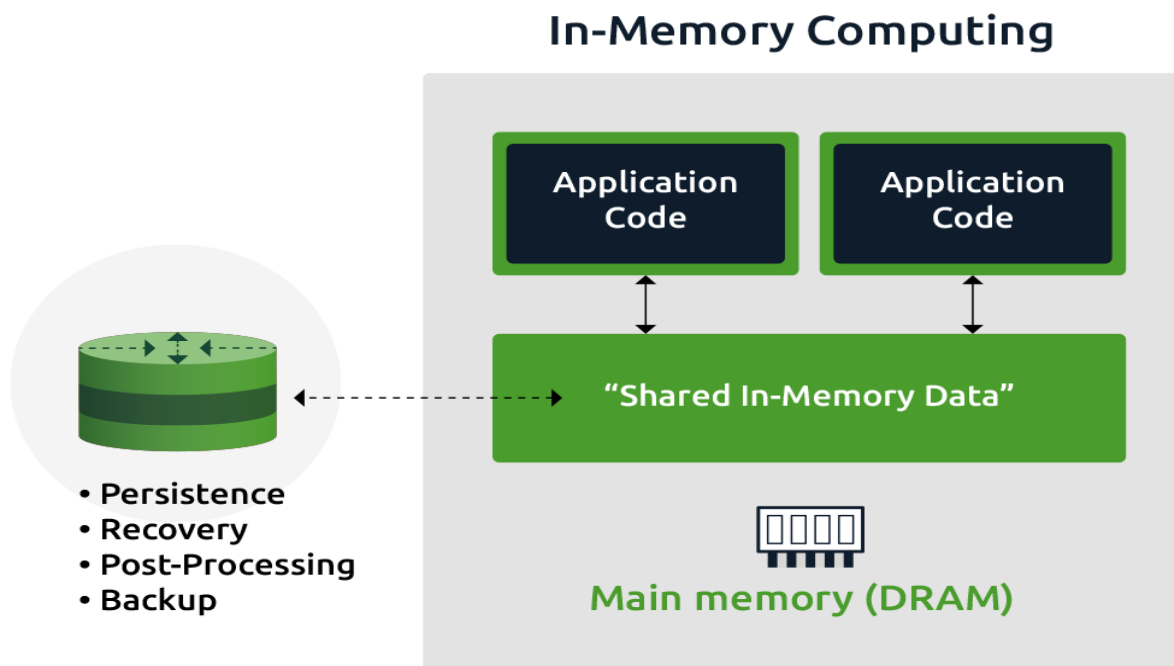 In-Memory Computing
Application
Code
Application
Code
“Shared In-Memory Data”
• Persistence
• Recovery
• Post-Processing
• Backup
Main memory (DRAM)